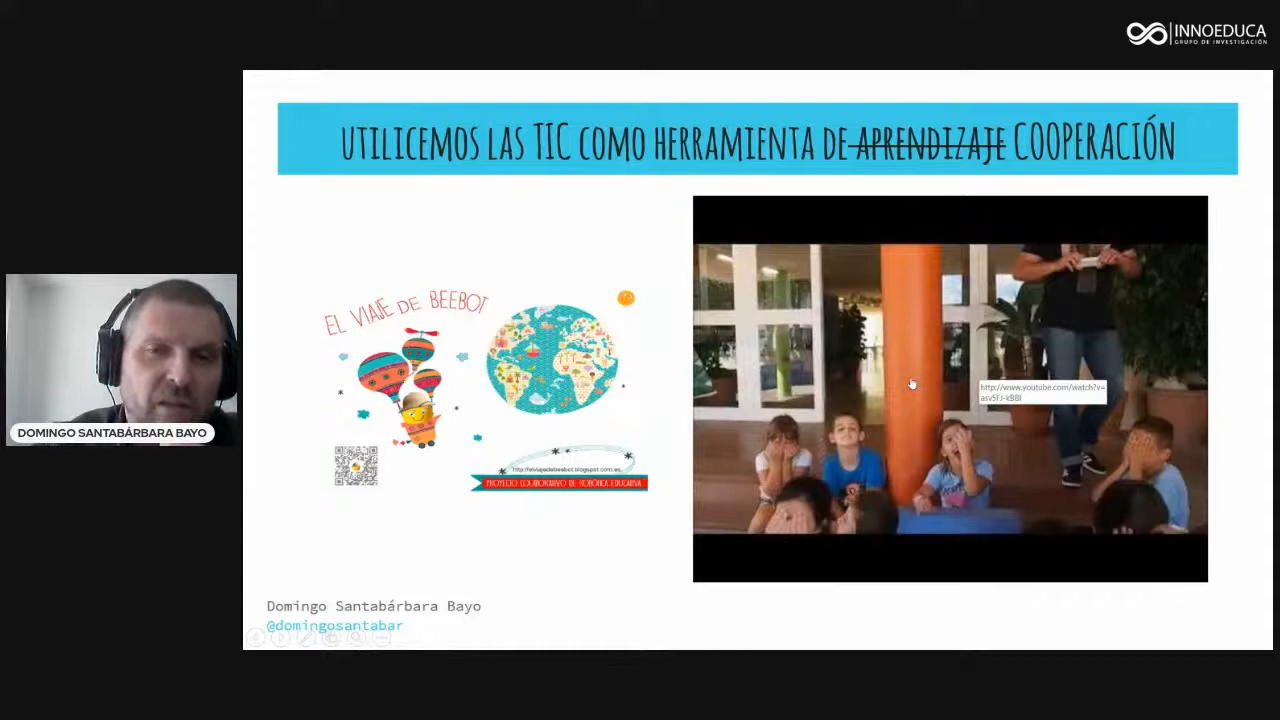 INNOEDUCA
GRUPO DE INVESTIGACIÓN
UTILICEMOS LAS TIC COMO HERRAMIENTA DE APRENDIZAJE COOPERACIÓN
EL VIAJE DE BEEBOT
http://www.youtube.com/watch?v=
asv5FJ-kBBI
DOMINGO SANTABÁRBARA BAYO
http://elviajedebeebot.blogspot.com.es
PROYECTO COLABORATIVO DE ROBÓTICA EDUCATIVA
Domingo Santabárbara Bayo
@domingosantabar